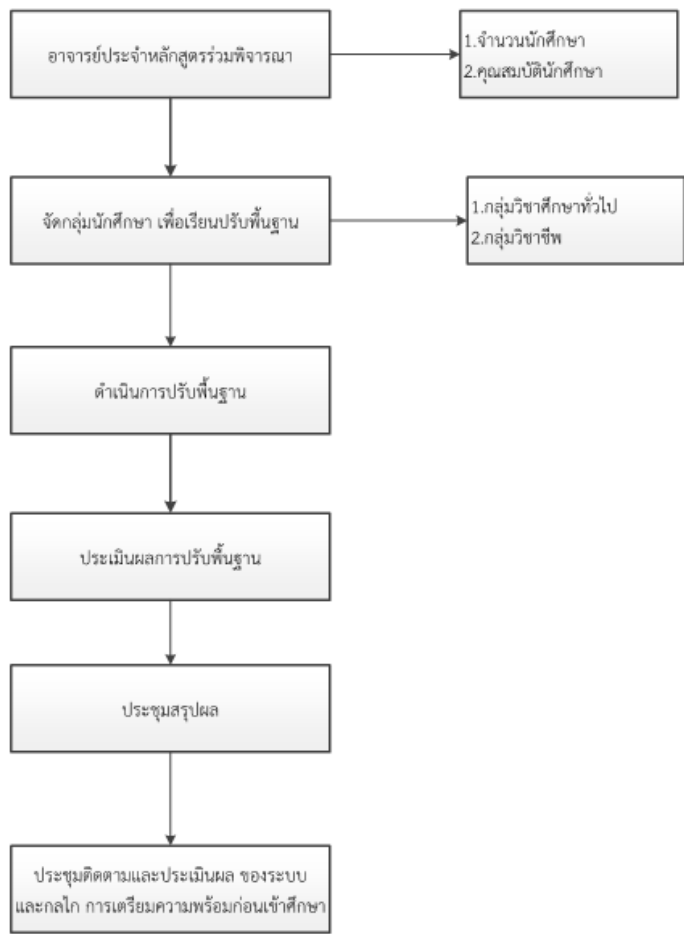 อาจารย์ประจำหลักสูตรร่วมพิจารณา
1.จำนวนนักศึกษา
2.คุณสมบัตินักศึกษา
จัดกลุ่มนักศึกษา เพื่อเรียนปรับพื้นฐาน
1.กลุ่มวิชาศึกษาทั่วไป
2.กลุ่มวิชาชีพ
ดำเนินการปรับพื้นฐาน
ประเมินผลการปรับพื้นฐาน
ประชุมสรุปผล
ประชุมติดตามและประเมินผล ของระบบ
และกลไก การเตรียมความพร้อมก่อนเข้าศึกษา